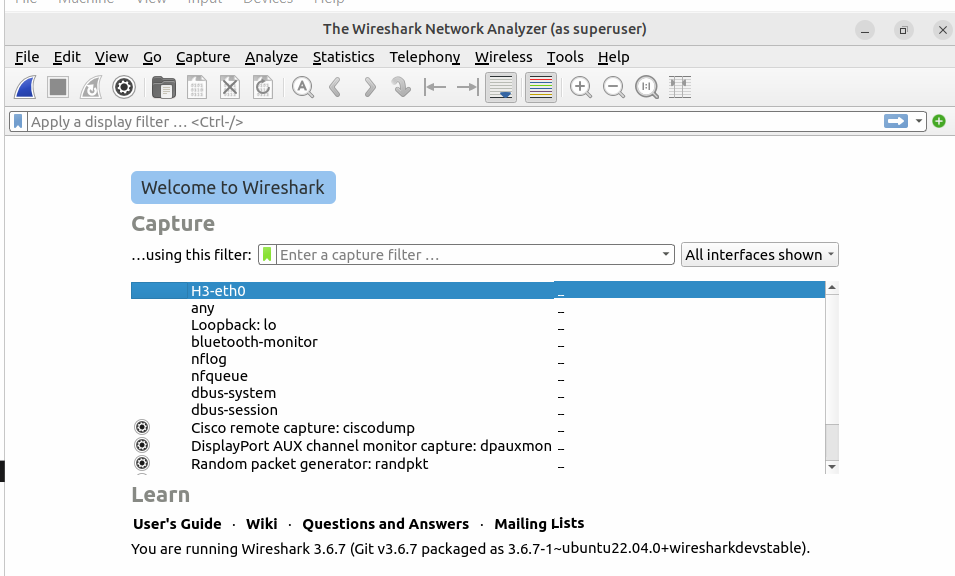 File Machine View Input Devices Help
The Wireshark Network Analyzer (as superuser)
File Edit View Go Capture Analyze Statistics Telephony Wireless Tools Help
Apply a display filter … <Ctrl-/>
Welcome to Wireshark
Capture
…using this filter: Enter a capture filter … All interfaces shown
H3-eth0
any
Loopback: lo
bluetooth-monitor
nflog
nfqueue
dbus-system
dbus-session
Cisco remote capture: ciscodump
DisplayPort AUX channel monitor capture: dpauxmon
Random packet generator: randpkt
Learn
User's Guide · Wiki · Questions and Answers · Mailing Lists
You are running Wireshark 3.6.7 (Git v3.6.7 packaged as 3.6.7-1~ubuntu22.04.0+wiresharkdevstable).